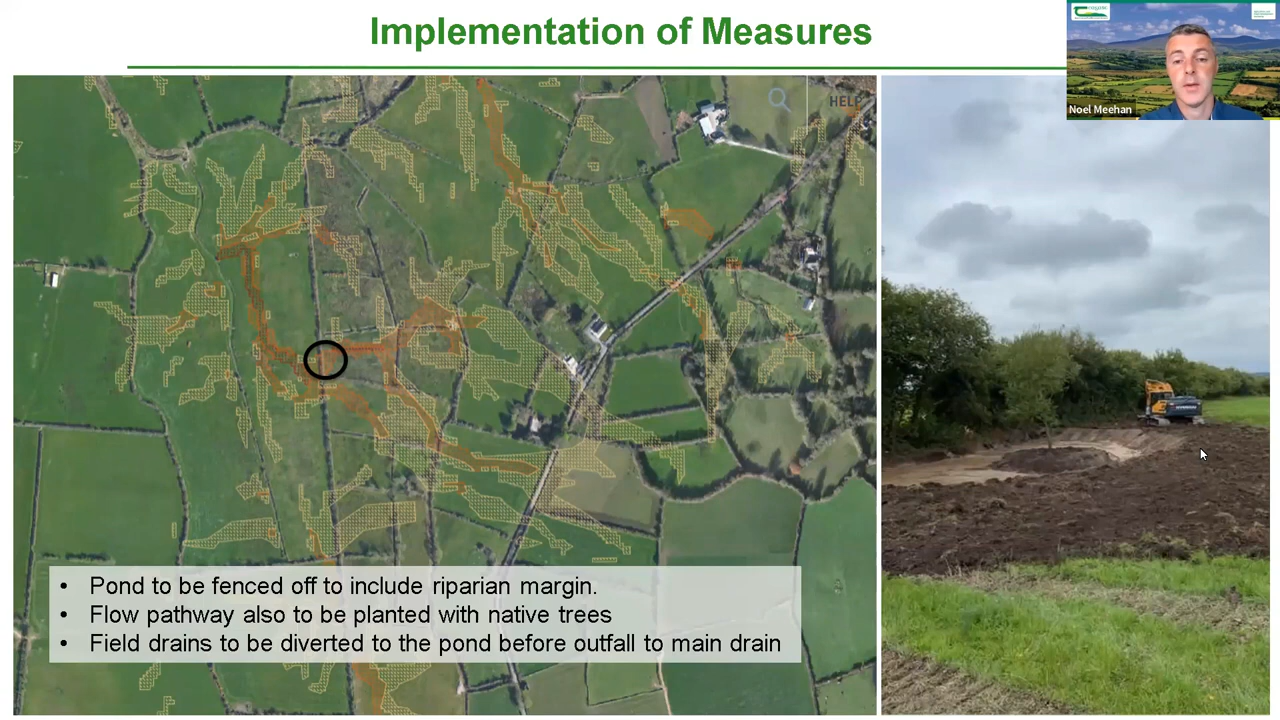 Implementation of Measures
HELP
Noel Meehan
• Pond to be fenced off to include riparian margin.
• Flow pathway also to be planted with native trees
• Field drains to be diverted to the pond before outfall to main drain